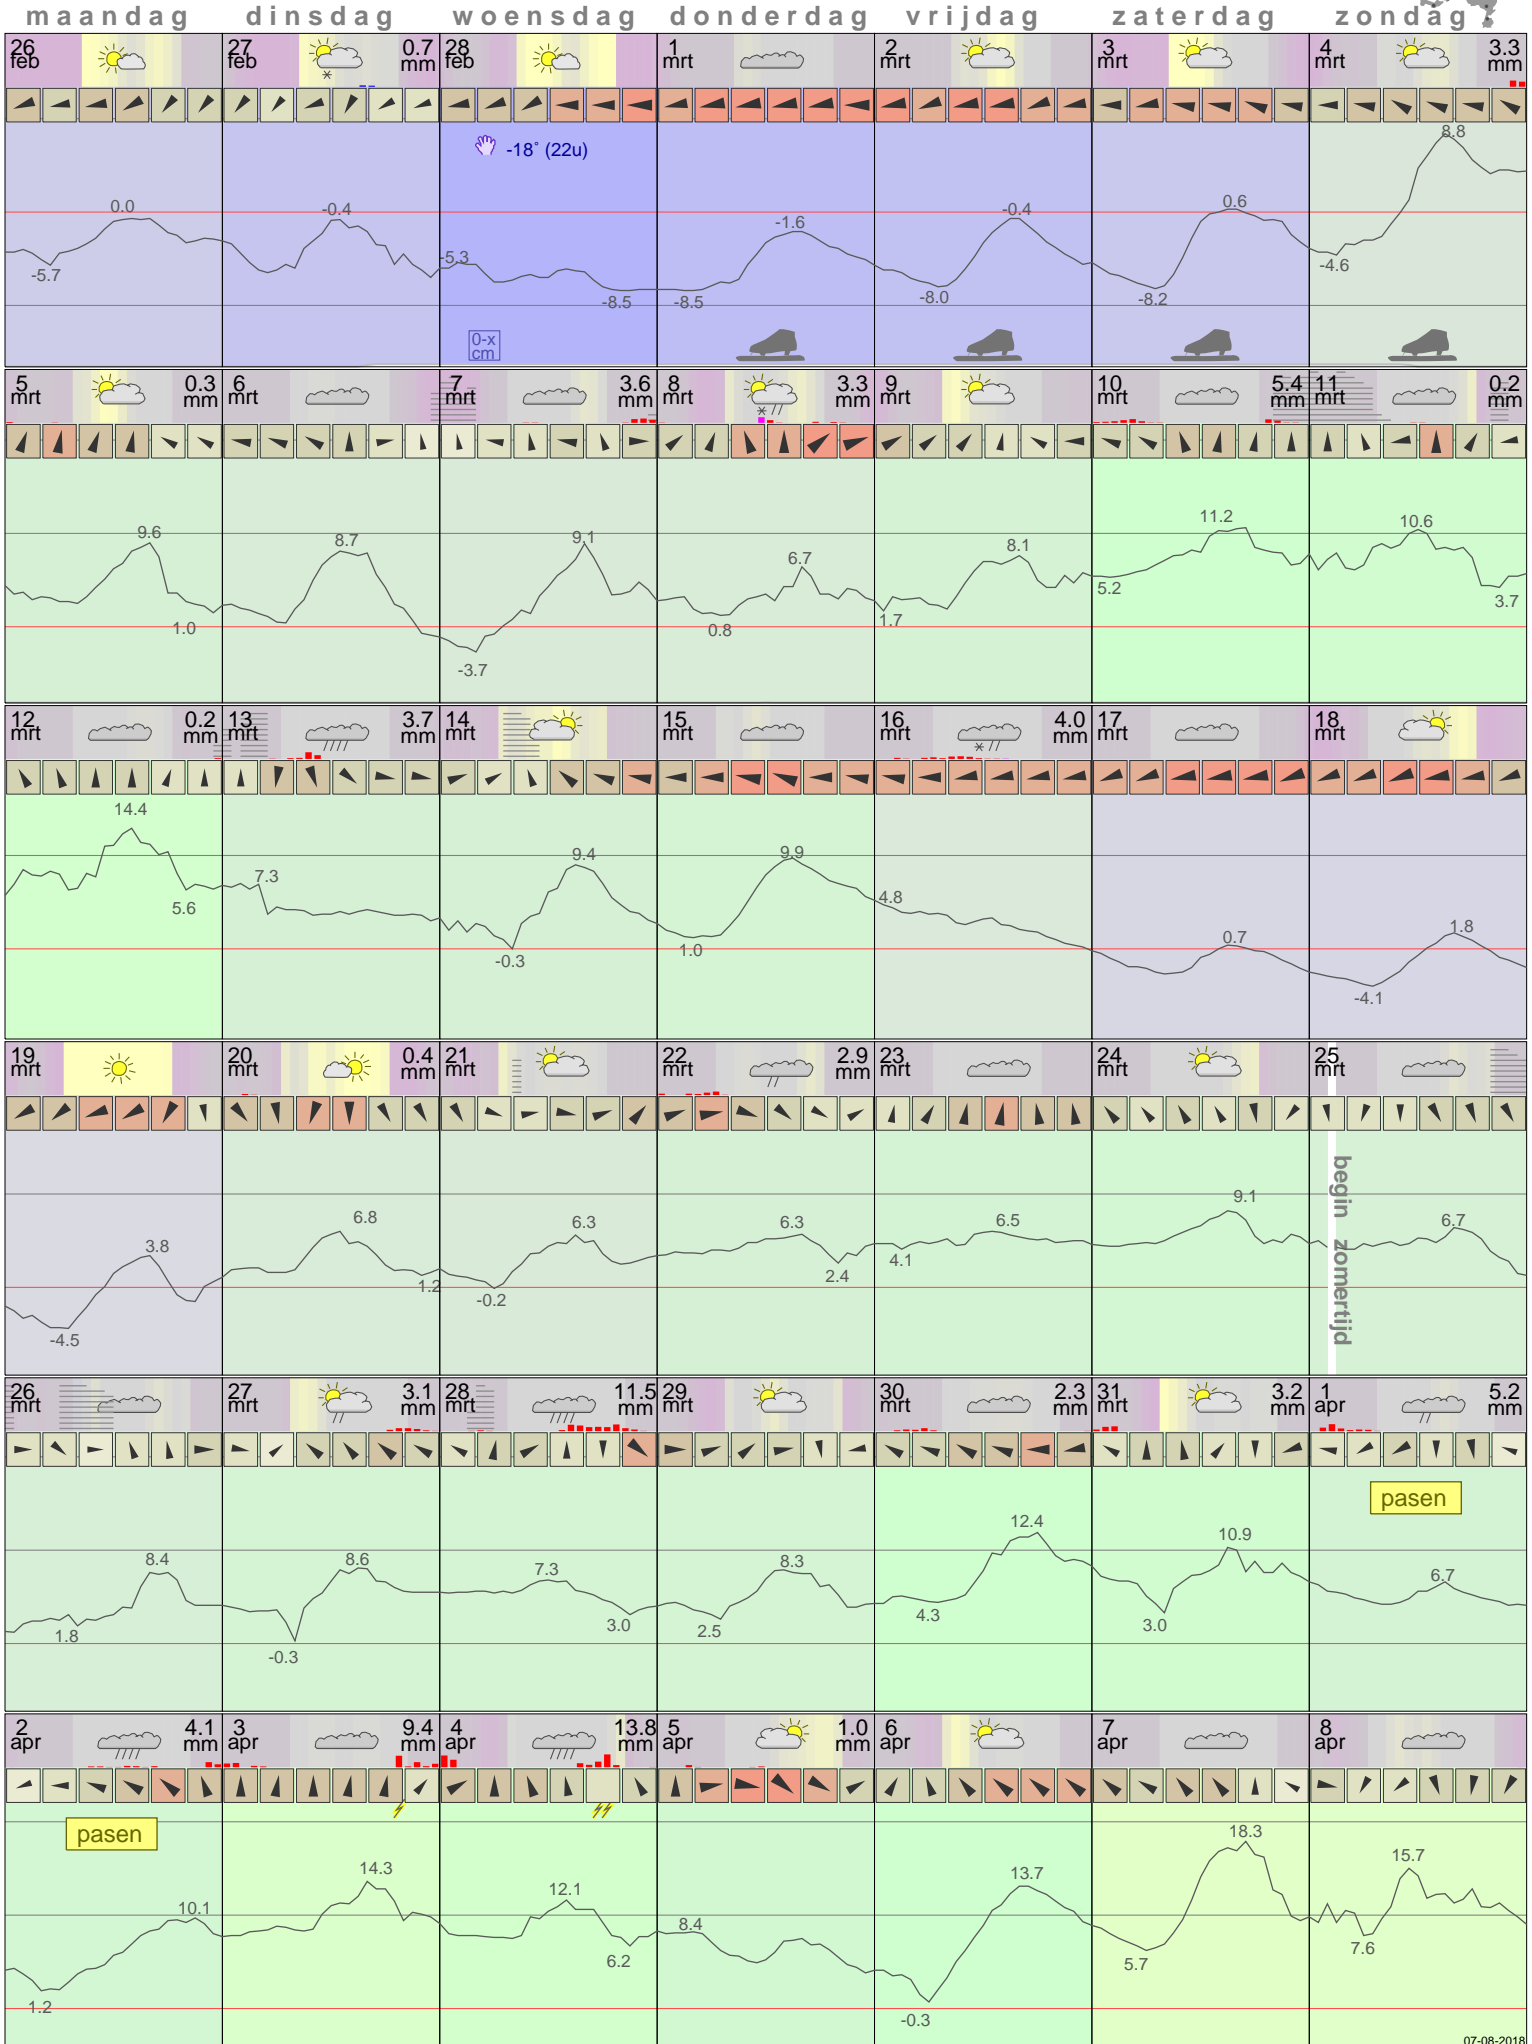 maandag dinsdag woensdag donderdag vrijdag zaterdag zondag
26 feb 27 feb 0.7 mm 28 feb 1 mrt 2 mrt 3 mrt 4 mrt 3.3 mm
-18° (22u)
0.0 -0.4 -5.3 -1.6 -0.4 0.6 8.8
-5.7 -8.5 -8.5 -8.0 -8.2 -4.6
0-x
cm
5 mrt 0.3 mm 6 mrt 7 mrt 3.6 mm 8 mrt 3.3 mm 9 mrt 10 mrt 5.4 mm 11 mrt 0.2 mm
9.6 8.7 9.1 6.7 8.1 11.2 10.6
1.0 -3.7 0.8 1.7 5.2 3.7
12 mrt 0.2 mm 13 mrt 3.7 mm 14 mrt 15 mrt 16 mrt 4.0 mm 17 mrt 18 mrt
14.4 7.3 9.4 9.9 4.8 0.7 1.8
5.6 -0.3 1.0 -4.1
19 mrt 20 mrt 0.4 mm 21 mrt 22 mrt 2.9 mm 23 mrt 24 mrt 25 mrt
3.8 6.8 6.3 6.3 6.5 9.1 6.7
-4.5 1.2 -0.2 2.4 4.1
begin zomertijd
26 mrt 27 mrt 3.1 mm 28 mrt 11.5 mm 29 mrt 30 mrt 2.3 mm 31 mrt 3.2 mm 1 apr 5.2 mm
pasen
8.4 8.6 7.3 8.3 12.4 10.9 6.7
1.8 -0.3 3.0 2.5 4.3 3.0
2 apr 4.1 mm 3 apr 9.4 mm 4 apr 13.8 mm 5 apr 1.0 mm 6 apr 7 apr 8 apr
pasen
10.1 14.3 12.1 8.4 13.7 18.3 15.7
1.2 6.2 -0.3 5.7 7.6
07-08-2018